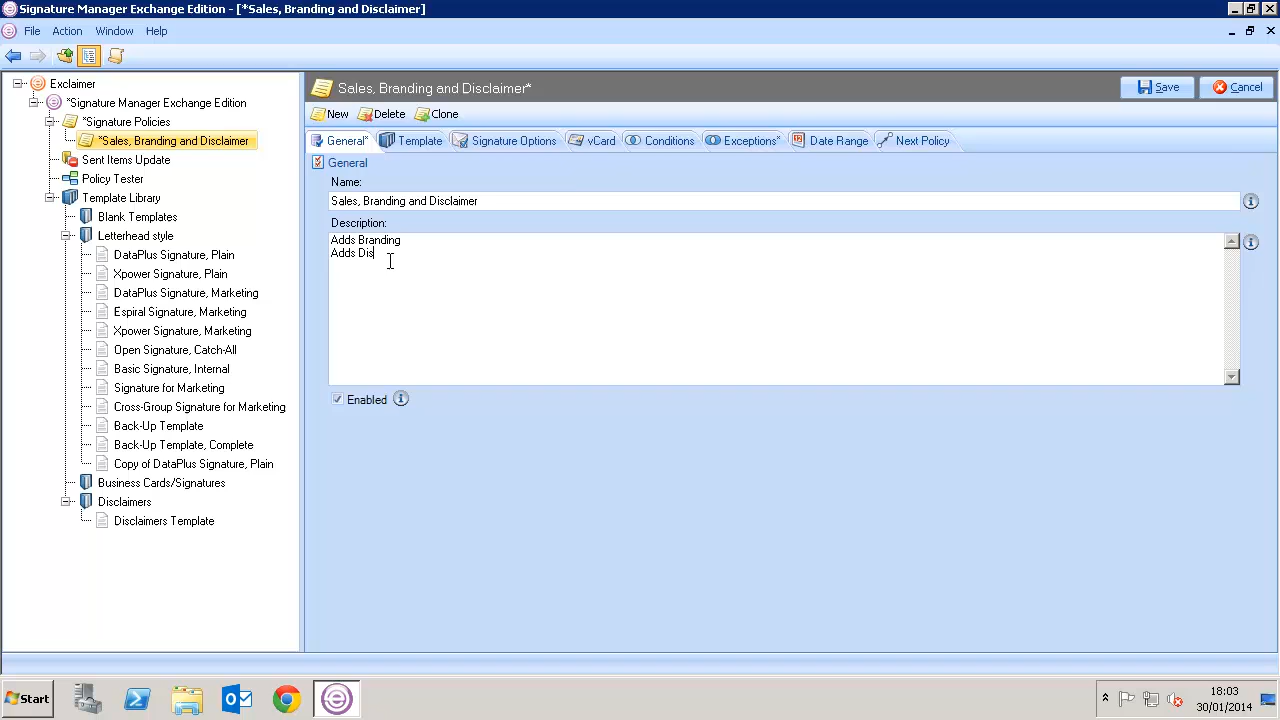 Signature Manager Exchange Edition - [*Sales, Branding and Disclaimer]
File Action Window Help
Exclaimer
*Signature Manager Exchange Edition
*Signature Policies
*Sales, Branding and Disclaimer
Sent Items Update
Policy Tester
Template Library
Blank Templates
Letterhead style
DataPlus Signature, Plain
Xpower Signature, Plain
DataPlus Signature, Marketing
Espiral Signature, Marketing
Xpower Signature, Marketing
Open Signature, Catch-All
Basic Signature, Internal
Signature for Marketing
Cross-Group Signature for Marketing
Back-Up Template
Back-Up Template, Complete
Copy of DataPlus Signature, Plain
Business Cards/Signatures
Disclaimers
Disclaimers Template
Sales, Branding and Disclaimer*
Save Cancel
New Delete Clone
General* Template Signature Options vCard Conditions Exceptions* Date Range Next Policy
General
Name:
Sales, Branding and Disclaimer
Description:
Adds Branding
Adds Dis
Enabled
Start
18:03
30/01/2014